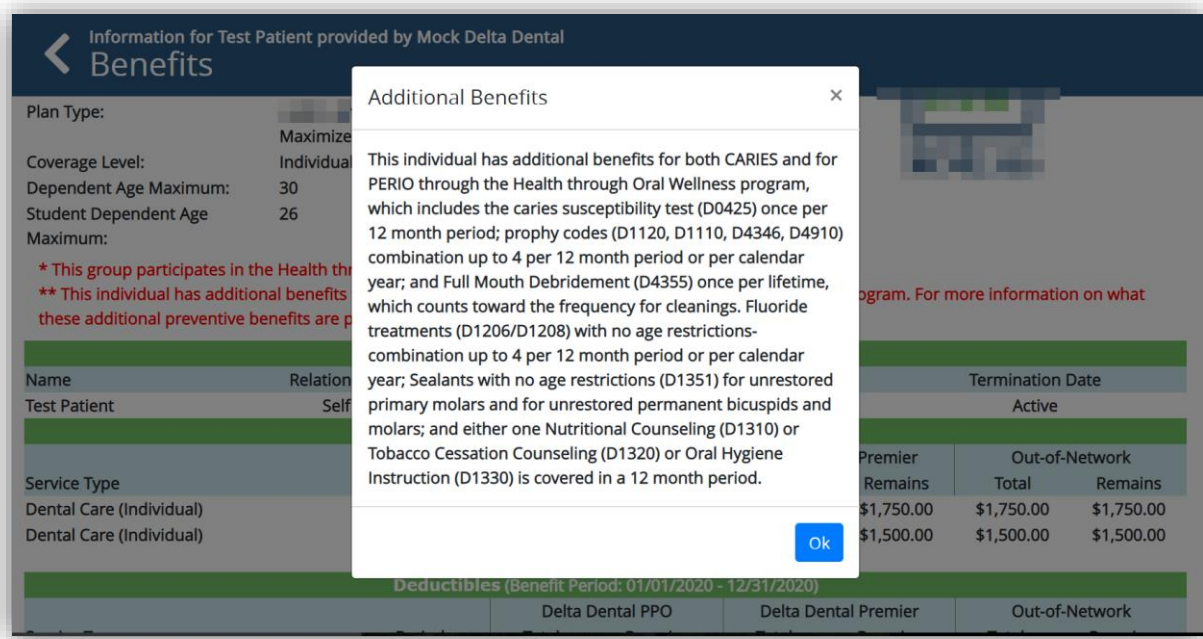 Information for Test Patient provided by Mock Delta Dental
Benefits
Plan Type:
Maximize
Coverage Level: Individual
Dependent Age Maximum: 30
Student Dependent Age 26
Maximum:
* This group participates in the Health thr
** This individual has additional benefits ogram. For more information on what
these additional preventive benefits are p
Additional Benefits ×
This individual has additional benefits for both CARIES and for
PERIO through the Health through Oral Wellness program,
which includes the caries susceptibility test (D0425) once per
12 month period; prophy codes (D1120, D1110, D4346, D4910)
combination up to 4 per 12 month period or per calendar
year; and Full Mouth Debridement (D4355) once per lifetime,
which counts toward the frequency for cleanings. Fluoride
treatments (D1206/D1208) with no age restrictions-
combination up to 4 per 12 month period or per calendar
year; Sealants with no age restrictions (D1351) for unrestored
primary molars and for unrestored permanent bicuspids and
molars; and either one Nutritional Counseling (D1310) or
Tobacco Cessation Counseling (D1320) or Oral Hygiene
Instruction (D1330) is covered in a 12 month period.
Ok
Name Relation Termination Date
Test Patient Self Active
Premier Out-of-Network
Service Type Remains Total Remains
Dental Care (Individual) $1,750.00 $1,750.00 $1,750.00
Dental Care (Individual) $1,500.00 $1,500.00 $1,500.00
Deductibles (Benefit Period: 01/01/2020 - 12/31/2020)
Delta Dental PPO Delta Dental Premier Out-of-Network